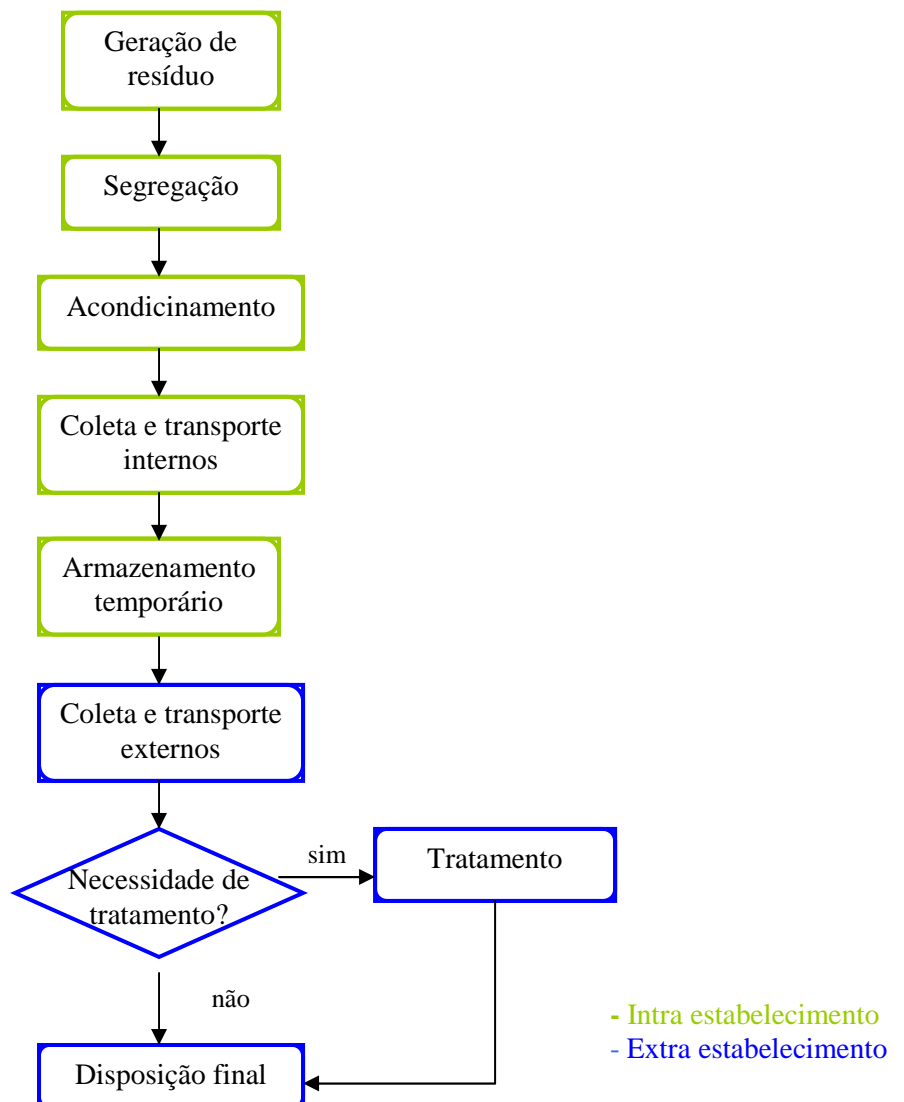 Geração de
resíduo
Segregação
Acondicinamento
Coleta e transporte
internos
Armazenamento
temporário
Coleta e transporte
externos
Necessidade de
tratamento?
sim
Tratamento
não
Disposição final
- Intra estabelecimento
- Extra estabelecimento